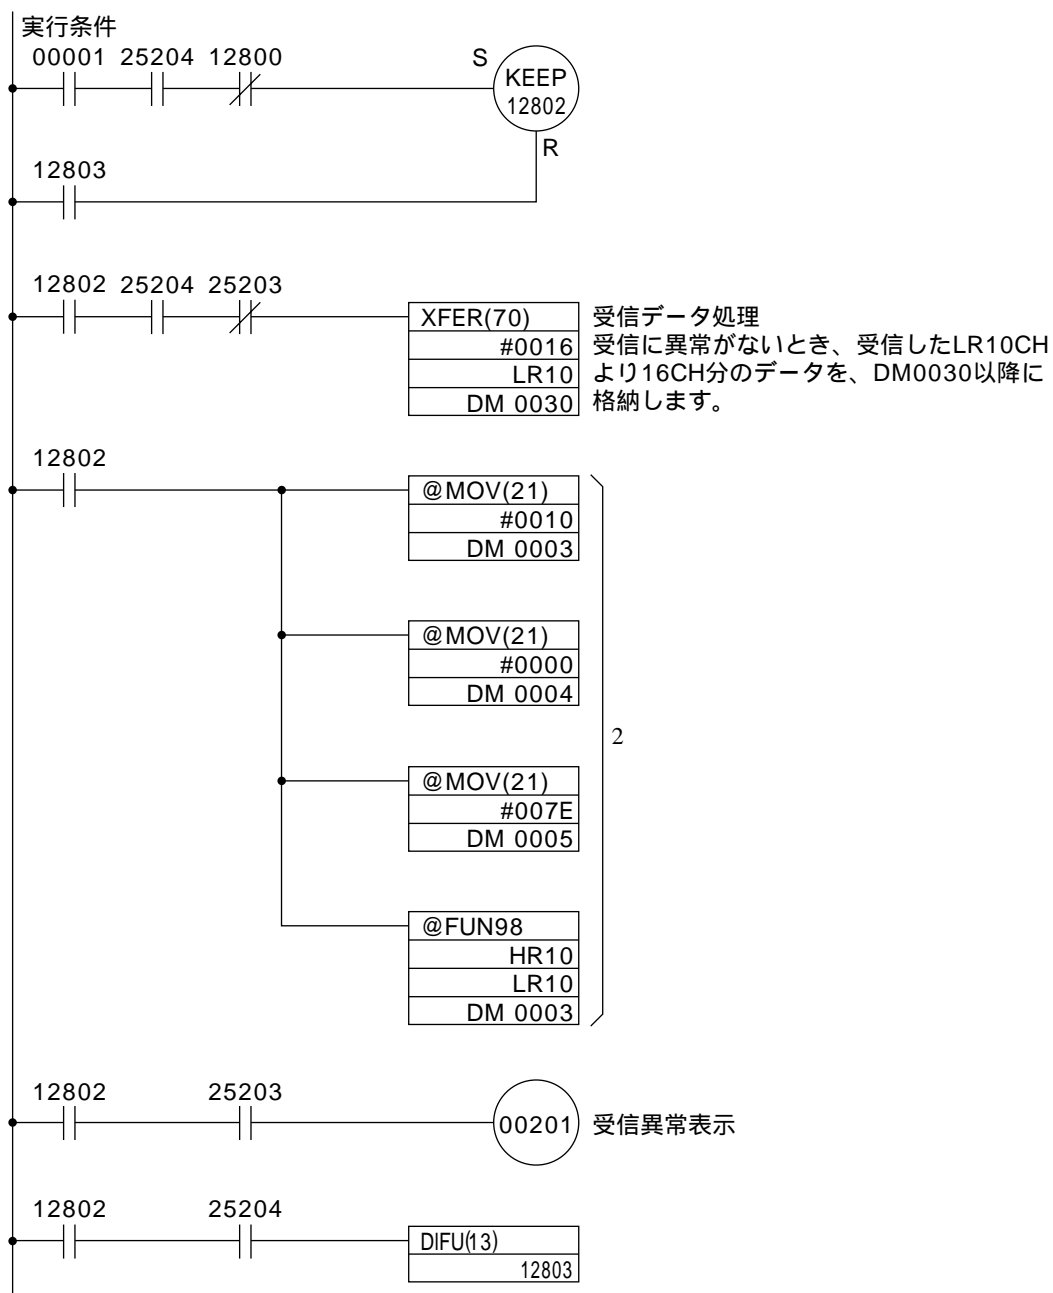 実行条件
00001 25204 12800
S
KEEP
12802
R
12803
12802 25204 25203
XFER(70)
#0016
LR10
DM 0030
受信データ処理
受信に異常がないとき、受信したLR10CH
より16CH分のデータを、DM0030以降に
格納します。
12802
@MOV(21)
#0010
DM 0003
@MOV(21)
#0000
DM 0004
2
@MOV(21)
#007E
DM 0005
@FUN98
HR10
LR10
DM 0003
12802 25203
00201
受信異常表示
12802 25204
DIFU(13)
12803